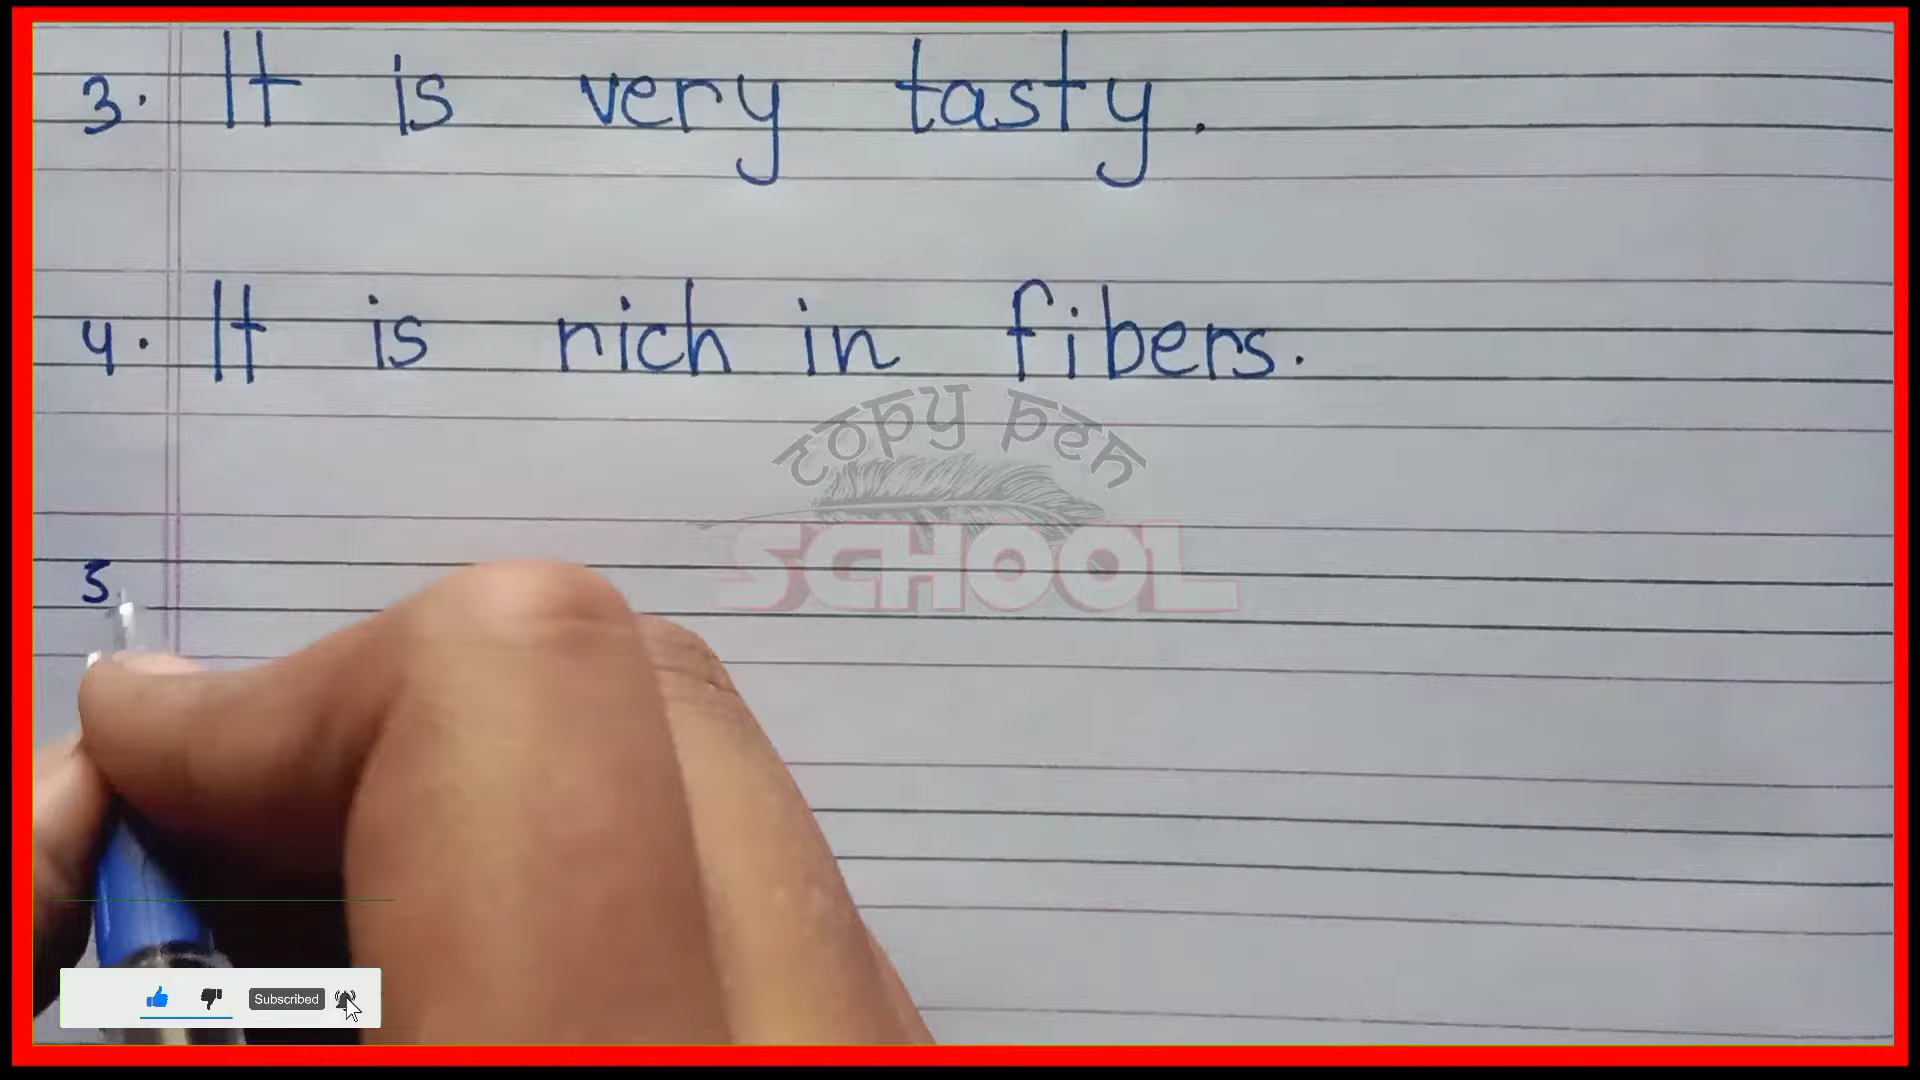 3. It is very tasty.
4. It is rich in fibers.
copy pen
SCHOOL
5.
Subscribed